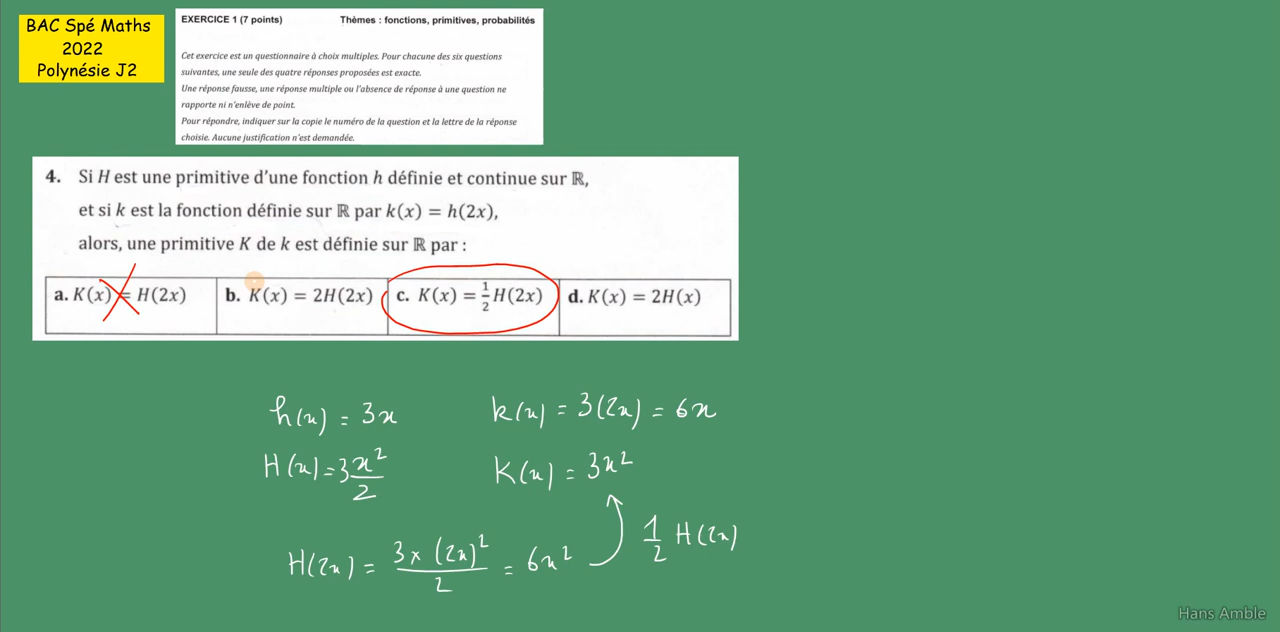 BAC Spé Maths
2022
Polynésie J2
EXERCICE 1 (7 points) Thèmes : fonctions, primitives, probabilités
Cet exercice est un questionnaire à choix multiples. Pour chacune des six questions
suivantes, une seule des quatre réponses proposées est exacte.
Une réponse fausse, une réponse multiple ou l'absence de réponse à une question ne
rapporte ni n'enlève de point.
Pour répondre, indiquer sur la copie le numéro de la question et la lettre de la réponse
choisie. Aucune justification n'est demandée.
4. Si H est une primitive d'une fonction h définie et continue sur ℝ,
et si k est la fonction définie sur ℝ par k(x) = h(2x),
alors, une primitive K de k est définie sur ℝ par :
a. K(x) = H(2x) b. K(x) = 2H(2x) c. K(x) = 1/2 H(2x) d. K(x) = 2H(x)
h(x) = 3x k(x) = 3(2x) = 6x
H(x) = 3x²/2 K(x) = 3x²
H(2x) = 3×(2x)²/2 = 6x² 1/2 H(2x)
Hans Amble